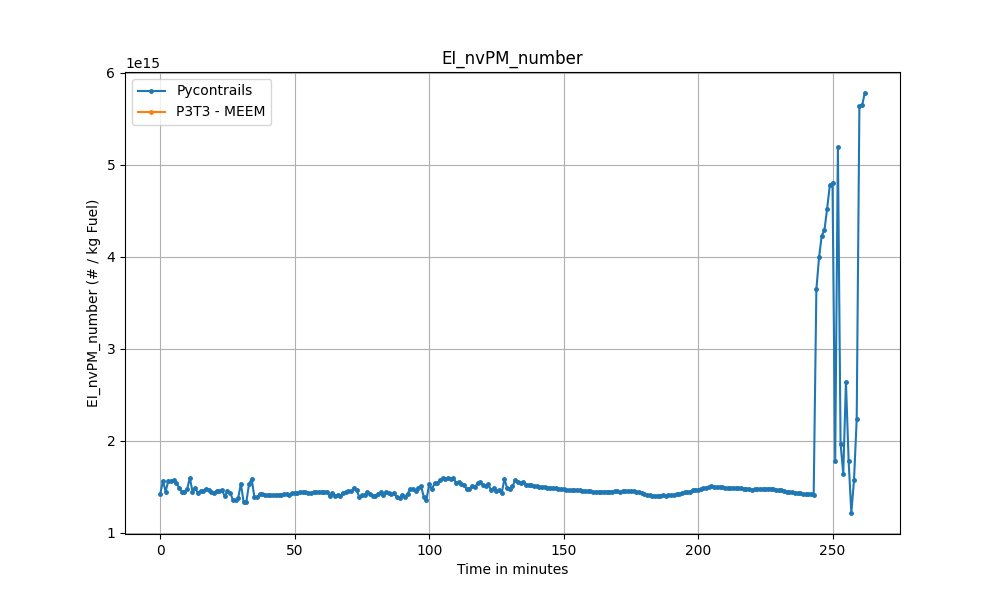 EI_nvPM_number
1e15
Pycontrails
P3T3 - MEEM
6
5
4
3
2
1
EI_nvPM_number (# / kg Fuel)
0 50 100 150 200 250
Time in minutes